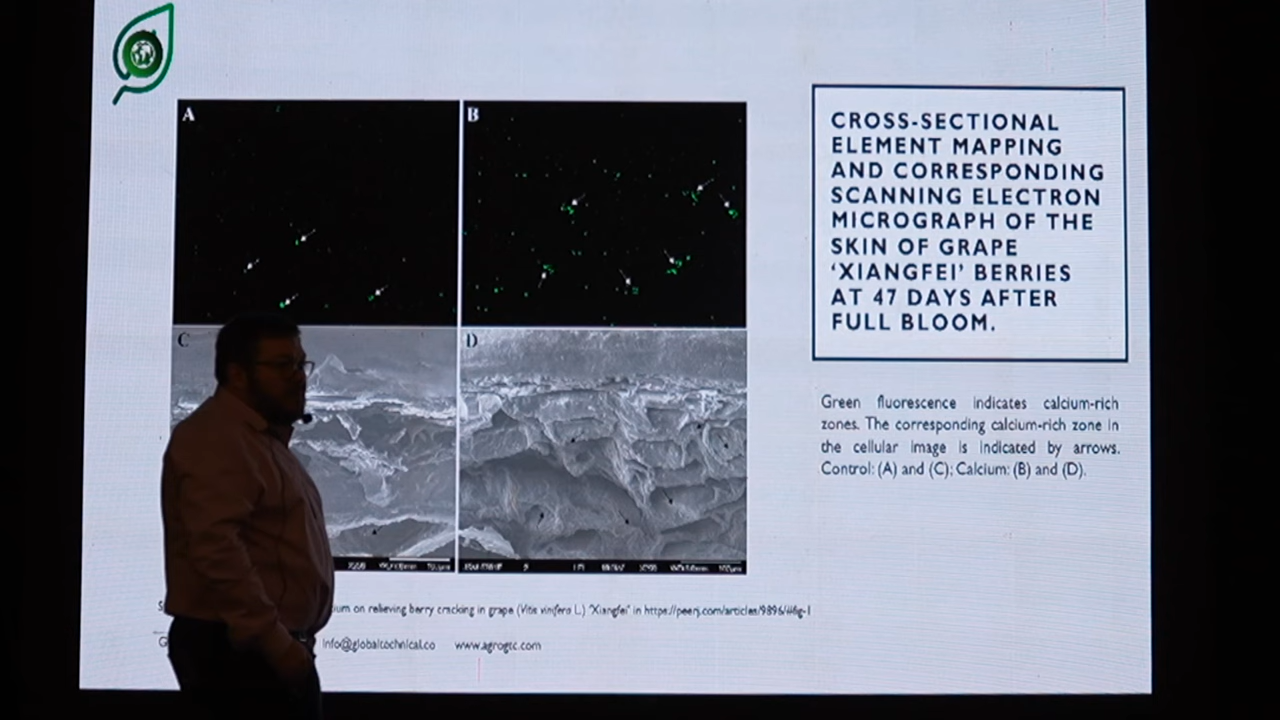 A
B
CROSS-SECTIONAL
ELEMENT MAPPING
AND CORRESPONDING
SCANNING ELECTRON
MICROGRAPH OF THE
SKIN OF GRAPE
‘XIANGFEI’ BERRIES
AT 47 DAYS AFTER
FULL BLOOM.
C
D
Green fluorescence indicates calcium-rich
zones. The corresponding calcium-rich zone in
the cellular image is indicated by arrows.
Control: (A) and (C); Calcium: (B) and (D).
on relieving berry cracking in grape (Vitis vinifera L.) ‘Xiangfei’ in https://peerj.com/articles/9896/#fig-1
info@globaltechnical.co www.agrogtc.com